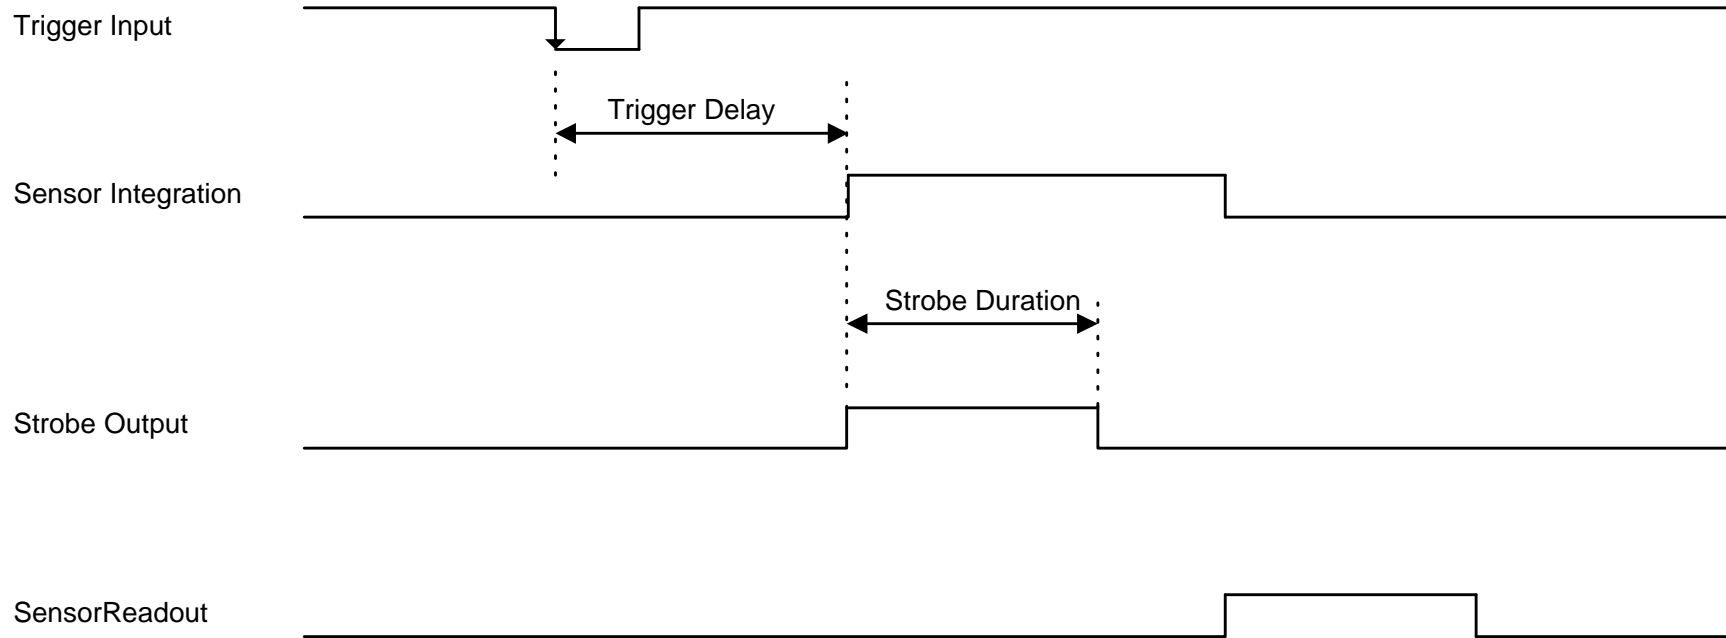 Trigger Input
Trigger Delay
Sensor Integration
Strobe Duration
Strobe Output
SensorReadout